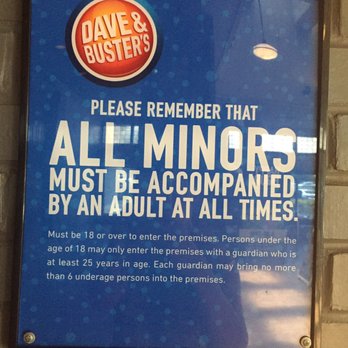 DAVE &
BUSTER'S
PLEASE REMEMBER THAT
ALL MINORS
MUST BE ACCOMPANIED
BY AN ADULT AT ALL TIMES.
Must be 18 or over to enter the premises. Persons under the
age of 18 may only enter the premises with a guardian who is
at least 25 years in age. Each guardian may bring no more
than 6 underage persons into the premises.